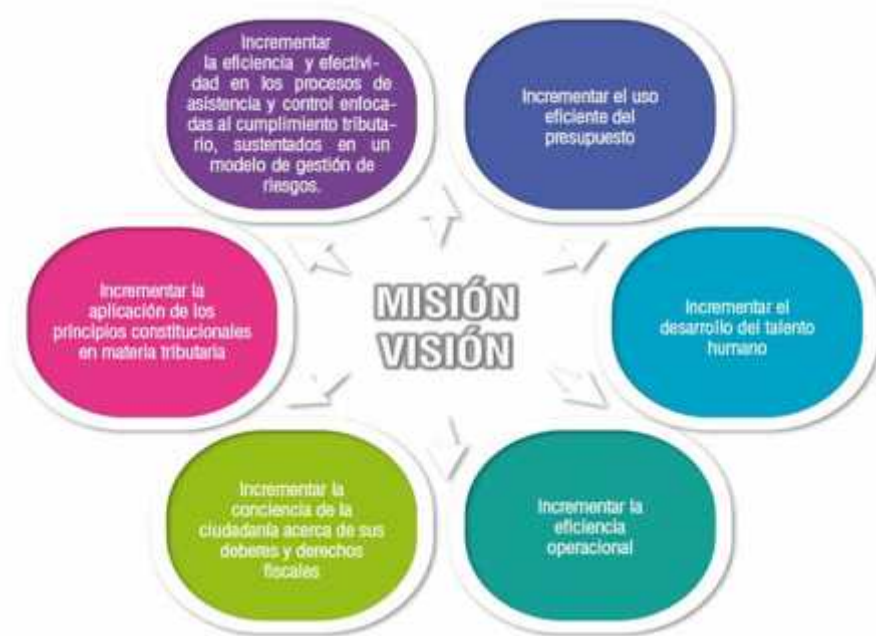 Incrementar
la eficiencia y efectivi-
dad en los procesos de
asistencia y control enfoca-
das al cumplimiento tributa-
rio, sustentados en un
modelo de gestión de
riesgos.
Incrementar el uso
eficiente del
presupuesto
Incrementar la
aplicación de los
principios constitucionales
en materia tributaria
MISIÓN
VISIÓN
Incrementar el
desarrollo del talento
humano
Incrementar la
conciencia de la
ciudadanía acerca de sus
deberes y derechos
fiscales
Incrementar la
eficiencia
operacional